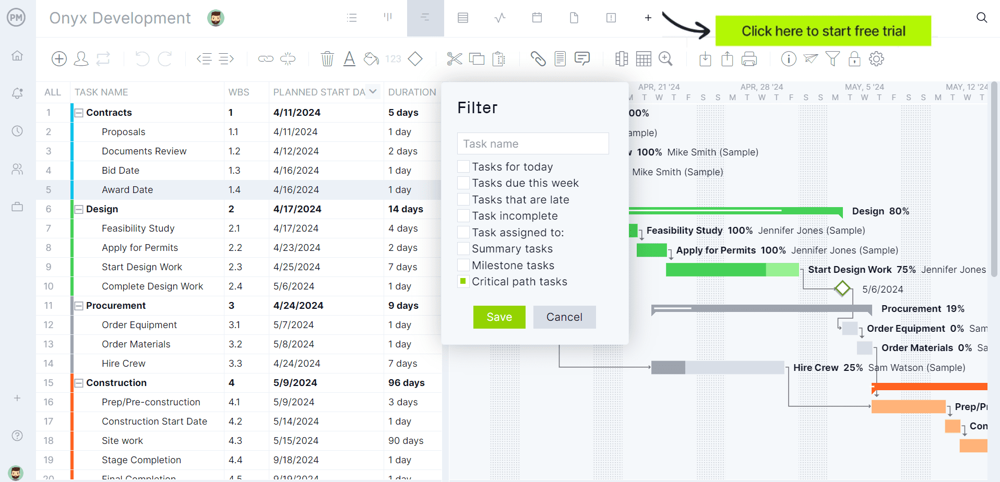 PM
Onyx Development
Click here to start free trial
123
ALL TASK NAME WBS PLANNED START DA DURATION
APR, 21 '24 APR, 28 '24 MAY, 5 '24 MAY, 12 '24
M T W T F S S M T W T F S S M T W T F S S M T W T
1 Contracts 1 4/11/2024 5 days
2 Proposals 1.1 4/11/2024 1 day
3 Documents Review 1.2 4/12/2024 2 days
4 Bid Date 1.3 4/16/2024 1 day
5 Award Date 1.4 4/16/2024 1 day
6 Design 2 4/17/2024 14 days
7 Feasibility Study 2.1 4/17/2024 4 days
8 Apply for Permits 2.2 4/23/2024 2 days
9 Start Design Work 2.3 4/25/2024 7 days
10 Complete Design Work 2.4 5/6/2024 1 day
11 Procurement 3 4/24/2024 9 days
12 Order Equipment 3.1 5/7/2024 1 day
13 Order Materials 3.2 5/8/2024 1 day
14 Hire Crew 3.3 4/24/2024 7 days
15 Construction 4 5/9/2024 96 days
16 Prep/Pre-construction 4.1 5/9/2024 3 days
17 Construction Start Date 4.2 5/14/2024 1 day
18 Site work 4.3 5/15/2024 90 days
19 Stage Completion 4.4 9/18/2024 1 day
20 Final Completion 4.5 9/19/2024 1 day
Filter
Task name
Tasks for today
Tasks due this week
Tasks that are late
Task incomplete
Task assigned to:
Summary tasks
Milestone tasks
Critical path tasks
Save Cancel
00%
ample)
w 100% Mike Smith (Sample)
Mike Smith (Sample)
Design 80%
Feasibility Study 100% Jennifer Jones (Sample)
Apply for Permits 100% Jennifer Jones (Sample)
Start Design Work 75% Jennifer Jones
5/6/2024
Procurement 19%
Order Equipment 0% Sam
Order Materials 0% Sa
Hire Crew 25% Sam Watson (Sample)
Prep/Pr
Con